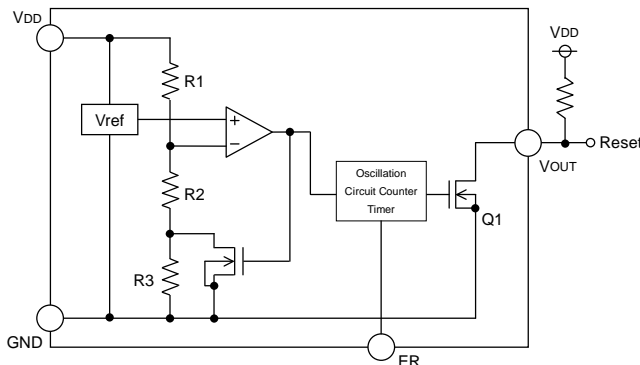 VDD
VDD
R1
Vref
+
−
Reset
VOUT
Oscillation
Circuit Counter
Timer
R2
Q1
R3
GND
ER